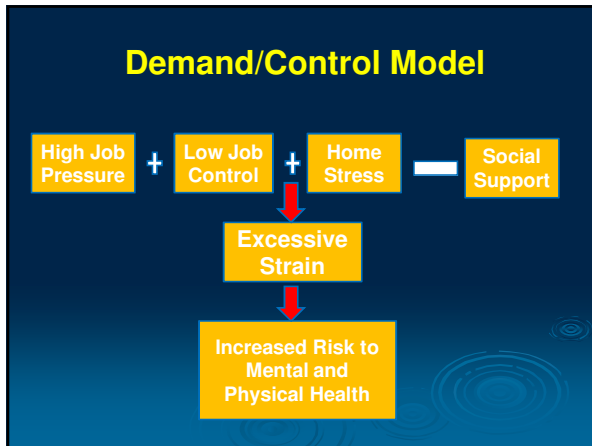 Demand/Control Model
High Job
Pressure
+
Low Job
Control
+
Home
Stress
Social
Support
Excessive
Strain
Increased Risk to
Mental and
Physical Health